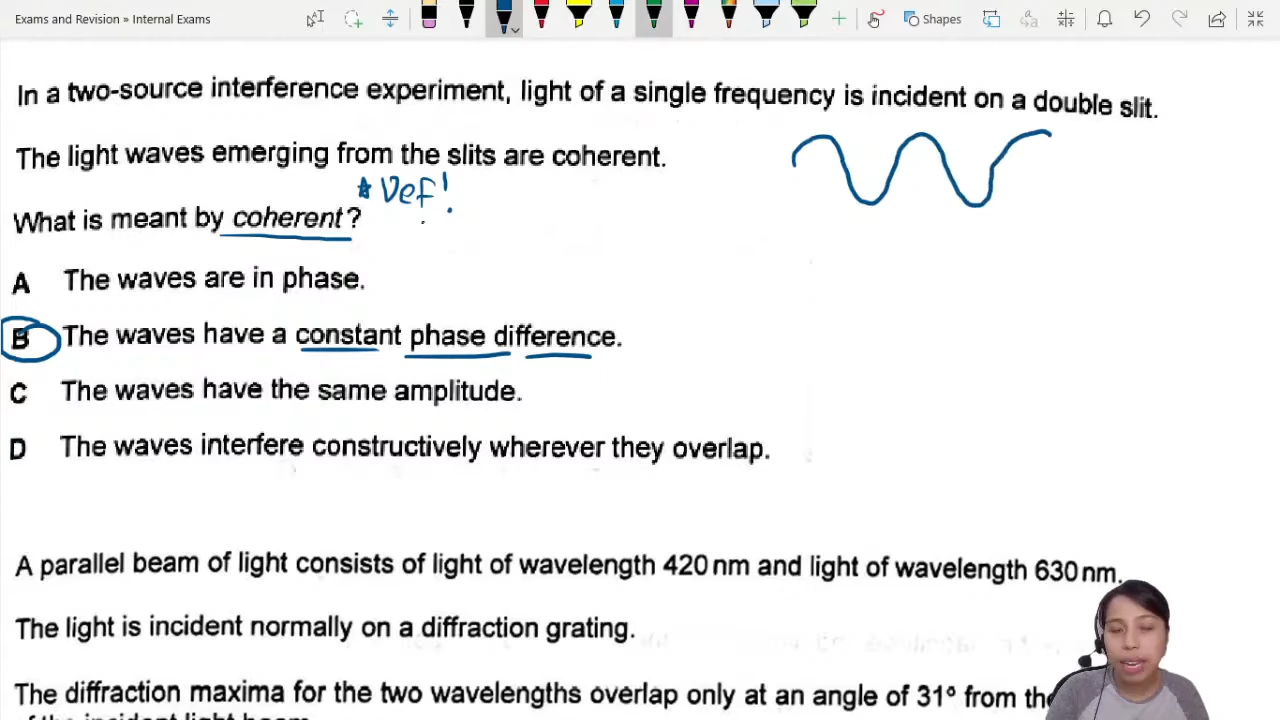 Exams and Revision » Internal Exams
Shapes
In a two-source interference experiment, light of a single frequency is incident on a double slit.
The light waves emerging from the slits are coherent.
* Def!
What is meant by coherent?
A The waves are in phase.
B The waves have a constant phase difference.
C The waves have the same amplitude.
D The waves interfere constructively wherever they overlap.
A parallel beam of light consists of light of wavelength 420 nm and light of wavelength 630 nm.
The light is incident normally on a diffraction grating.
The diffraction maxima for the two wavelengths overlap only at an angle of 31° from the
of the incident light beam.